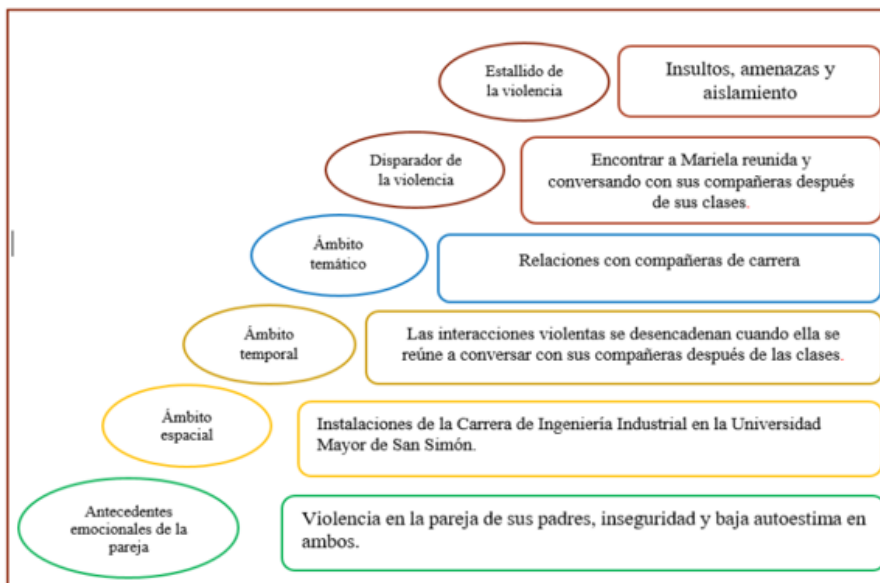 Estallido de
la violencia
Insultos, amenazas y
aislamiento
Disparador de
la violencia
Encontrar a Mariela reunida y
conversando con sus compañeras después
de sus clases.
Ámbito
temático
Relaciones con compañeras de carrera
Ámbito
temporal
Las interacciones violentas se desencadenan cuando ella se
reúne a conversar con sus compañeras después de las clases.
Ámbito
espacial
Instalaciones de la Carrera de Ingeniería Industrial en la Universidad
Mayor de San Simón.
Antecedentes
emocionales de la
pareja
Violencia en la pareja de sus padres, inseguridad y baja autoestima en
ambos.